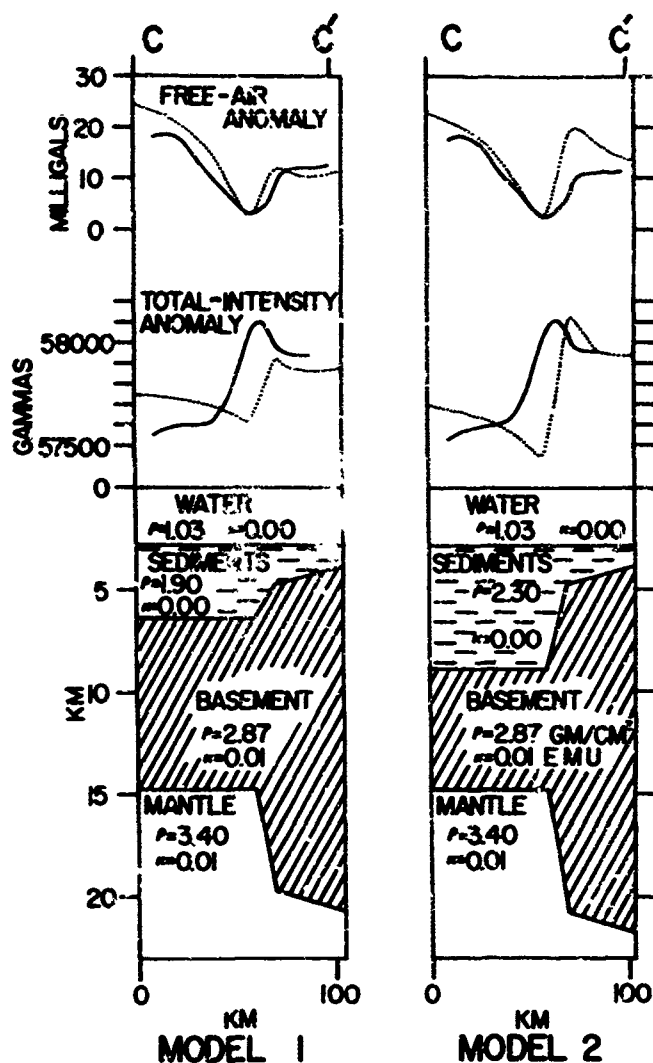 C C′
30
20
10
0
MILLIGALS
FREE-AIR
ANOMALY
TOTAL-INTENSITY
ANOMALY
58000
57500
GAMMAS
0
5
10
15
20
KM
WATER
ρ=1.03 κ=0.00
SEDIMENTS
ρ=1.90
κ=0.00
BASEMENT
ρ=2.87
κ=0.01
MANTLE
ρ=3.40
κ=0.01
0 100
KM
MODEL 1
C C′
WATER
ρ=1.03 κ=0.00
SEDIMENTS
ρ=2.30
κ=0.00
BASEMENT
ρ=2.87 GM/CM³
κ=0.01 EMU
MANTLE
ρ=3.40
κ=0.01
0 100
KM
MODEL 2